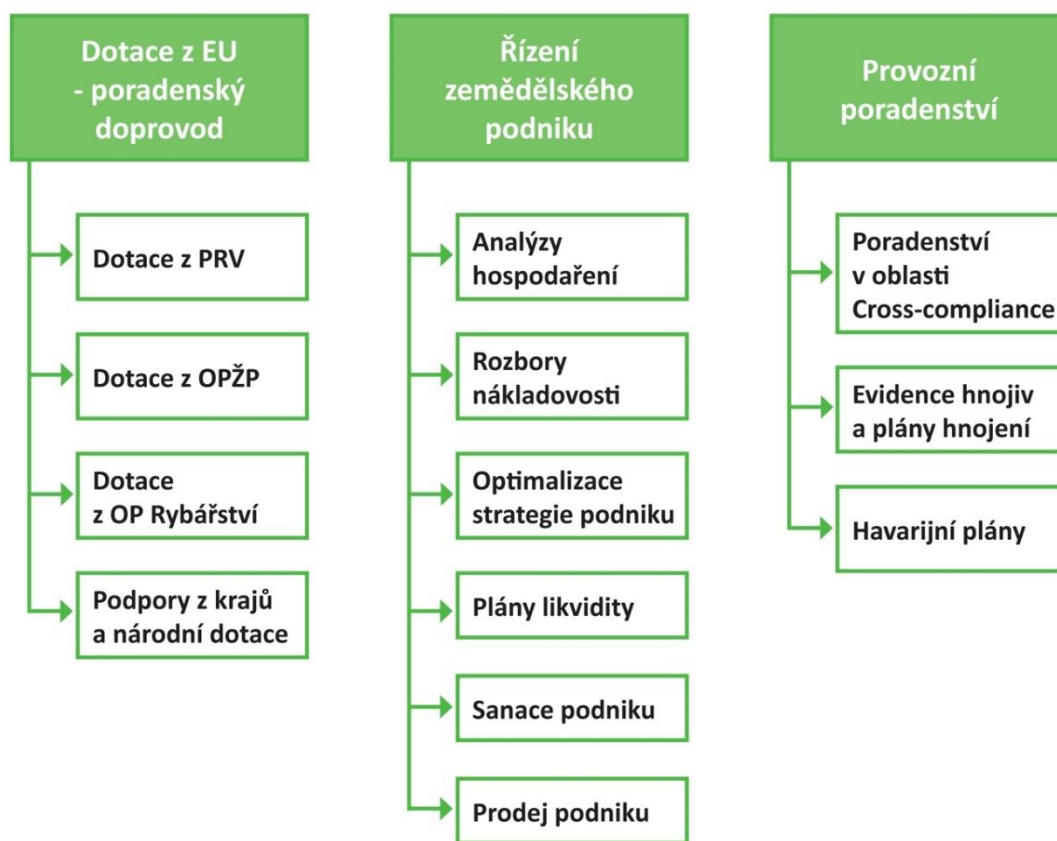 Dotace z EU
- poradenský
doprovod
Dotace z PRV
Dotace z OPŽP
Dotace
z OP Rybářství
Podpory z krajů
a národní dotace
Řízení
zemědělského
podniku
Analýzy
hospodaření
Rozbory
nákladovosti
Optimalizace
strategie podniku
Plány likvidity
Sanace podniku
Prodej podniku
Provozní
poradenství
Poradenství
v oblasti
Cross-compliance
Evidence hnojiv
a plány hnojení
Havarijní plány